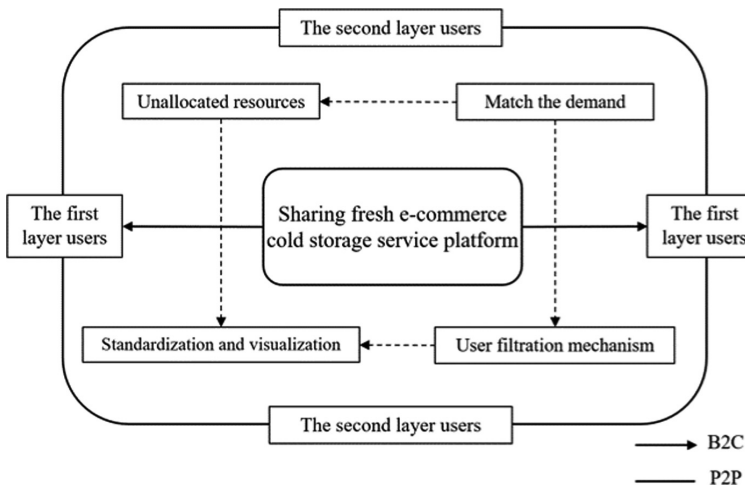 The second layer users
Unallocated resources
Match the demand
The first
layer users
Sharing fresh e-commerce
cold storage service platform
The first
layer users
Standardization and visualization
User filtration mechanism
The second layer users
B2C
P2P